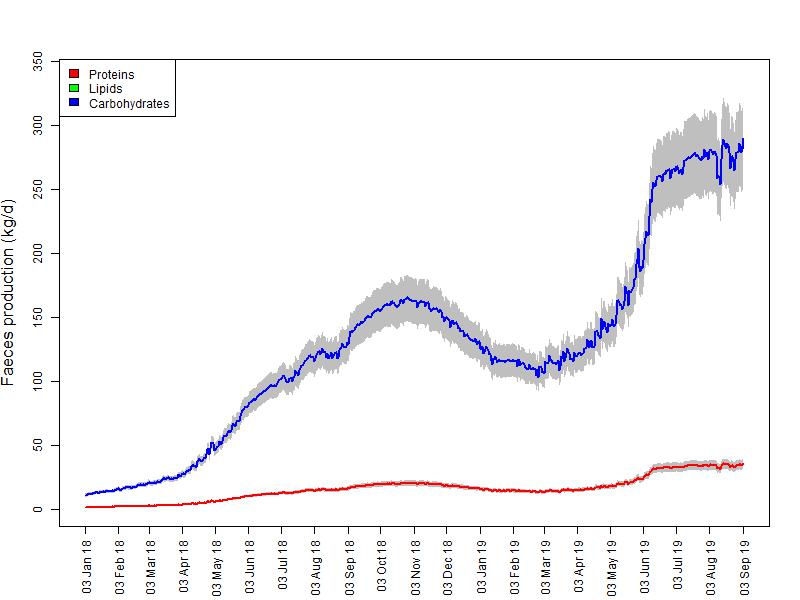 Proteins
Lipids
Carbohydrates
Faeces production (kg/d)
350
300
250
200
150
100
50
0
03 Jan 18
03 Feb 18
03 Mar 18
03 Apr 18
03 May 18
03 Jun 18
03 Jul 18
03 Aug 18
03 Sep 18
03 Oct 18
03 Nov 18
03 Dec 18
03 Jan 19
03 Feb 19
03 Mar 19
03 Apr 19
03 May 19
03 Jun 19
03 Jul 19
03 Aug 19
03 Sep 19